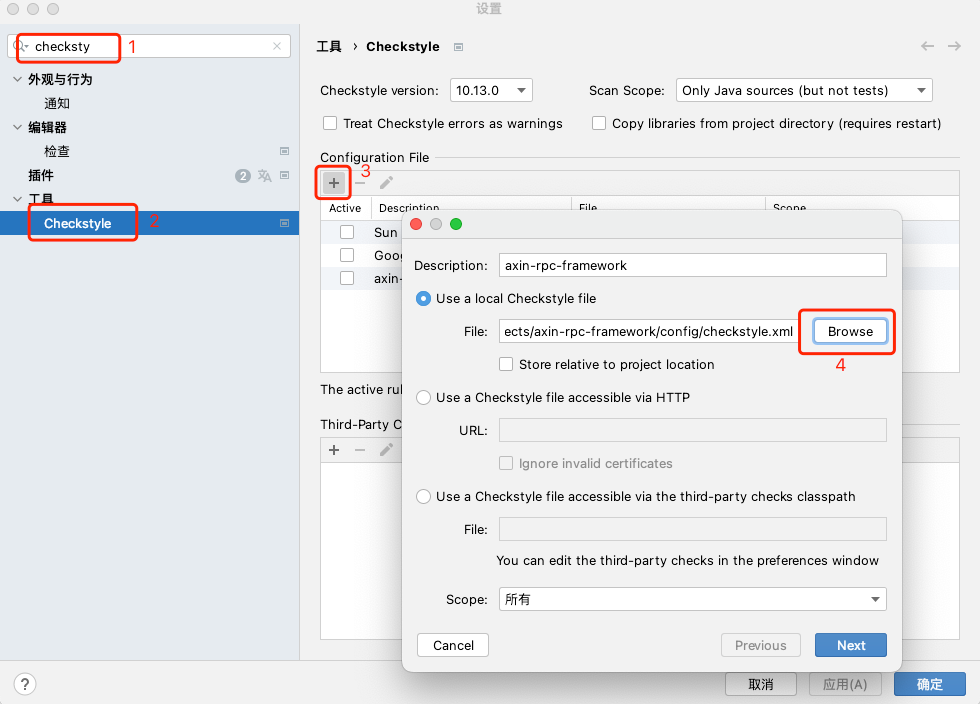 设置
checksty
1
外观与行为
通知
编辑器
检查
插件
2
工具
Checkstyle
2
工具 › Checkstyle
Checkstyle version: 10.13.0 Scan Scope: Only Java sources (but not tests)
Treat Checkstyle errors as warnings Copy libraries from project directory (requires restart)
Configuration File
3
Active Description File Scope
Sun
Goog
axin-
The active rul
Third-Party C
Description: axin-rpc-framework
Use a local Checkstyle file
File: ects/axin-rpc-framework/config/checkstyle.xml Browse
4
Store relative to project location
Use a Checkstyle file accessible via HTTP
URL:
Ignore invalid certificates
Use a Checkstyle file accessible via the third-party checks classpath
File:
You can edit the third-party checks in the preferences window
Scope: 所有
Cancel Previous Next
? 取消 应用(A) 确定